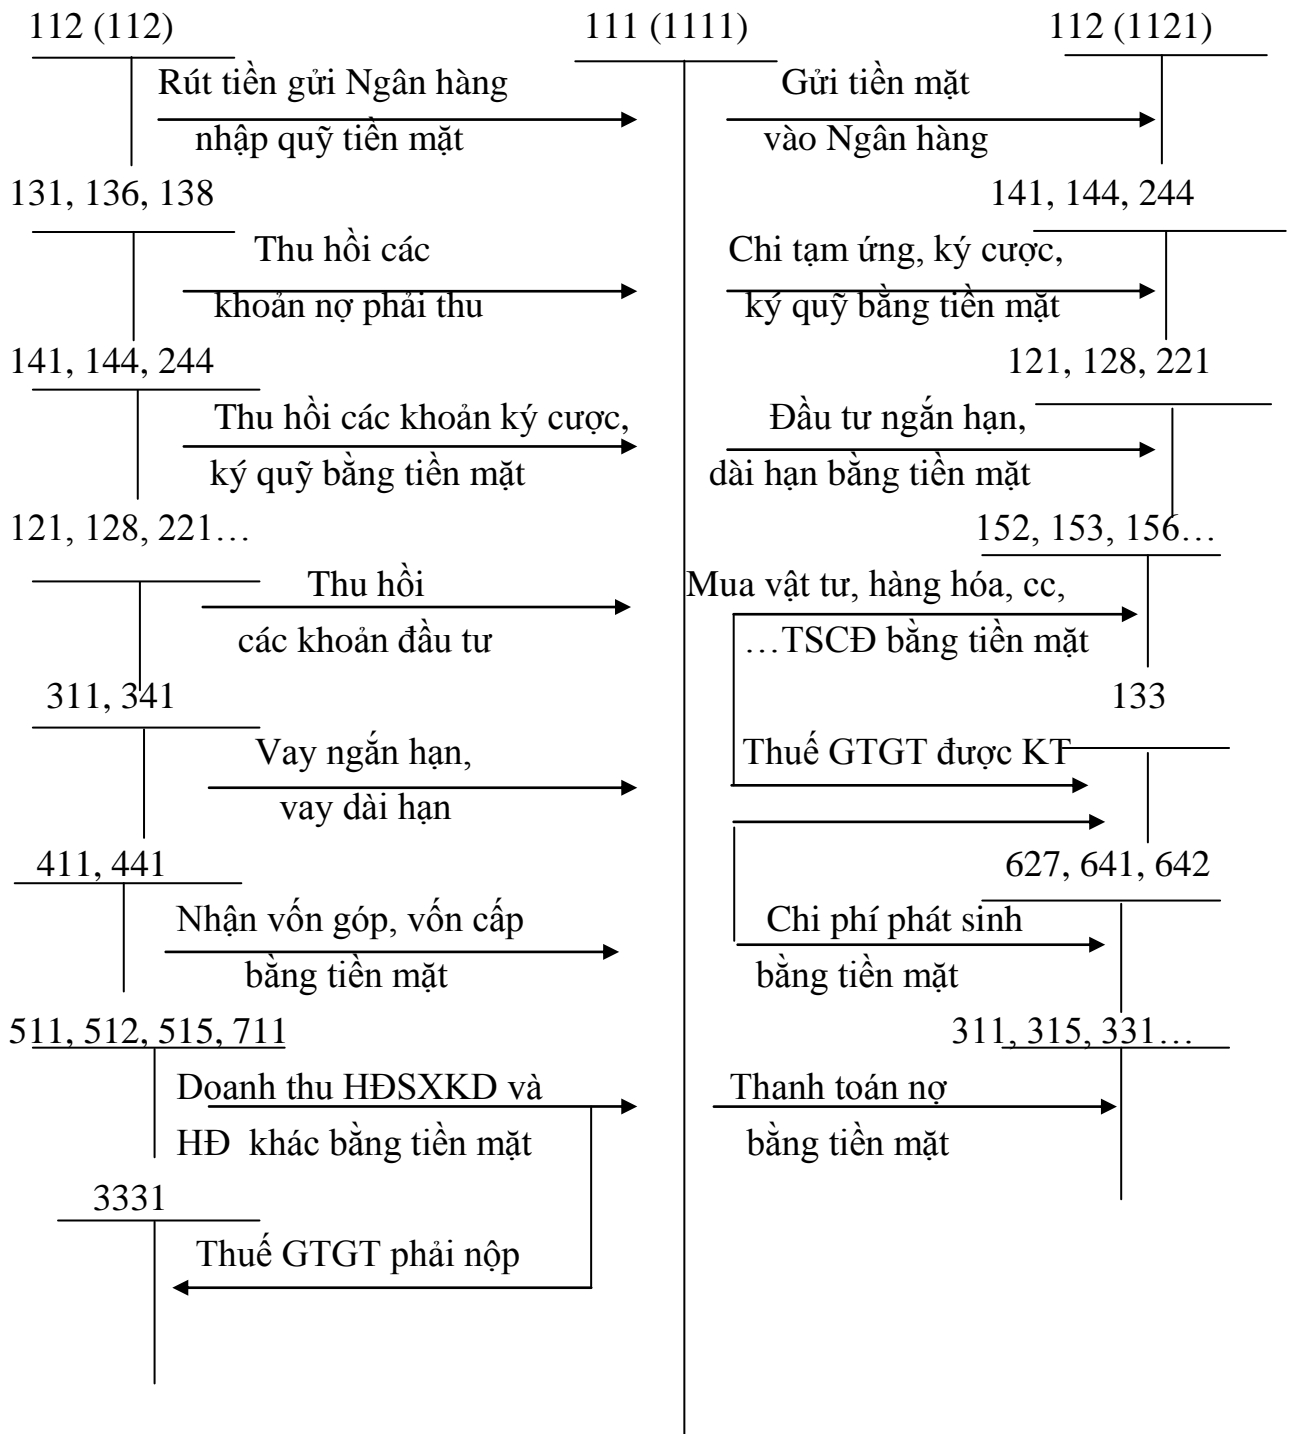 112 (112)
111 (1111)
112 (1121)
Rút tiền gửi Ngân hàng
nhập quỹ tiền mặt
Gửi tiền mặt
vào Ngân hàng
131, 136, 138
141, 144, 244
Thu hồi các
khoản nợ phải thu
Chi tạm ứng, ký cược,
ký quỹ bằng tiền mặt
141, 144, 244
121, 128, 221
Thu hồi các khoản ký cược,
ký quỹ bằng tiền mặt
Đầu tư ngắn hạn,
dài hạn bằng tiền mặt
121, 128, 221…
152, 153, 156…
Thu hồi
các khoản đầu tư
Mua vật tư, hàng hóa, cc,
…TSCĐ bằng tiền mặt
311, 341
133
Vay ngắn hạn,
vay dài hạn
Thuế GTGT được KT
411, 441
627, 641, 642
Nhận vốn góp, vốn cấp
bằng tiền mặt
Chi phí phát sinh
bằng tiền mặt
511, 512, 515, 711
311, 315, 331…
Doanh thu HĐSXKD và
HĐ khác bằng tiền mặt
Thanh toán nợ
bằng tiền mặt
3331
Thuế GTGT phải nộp